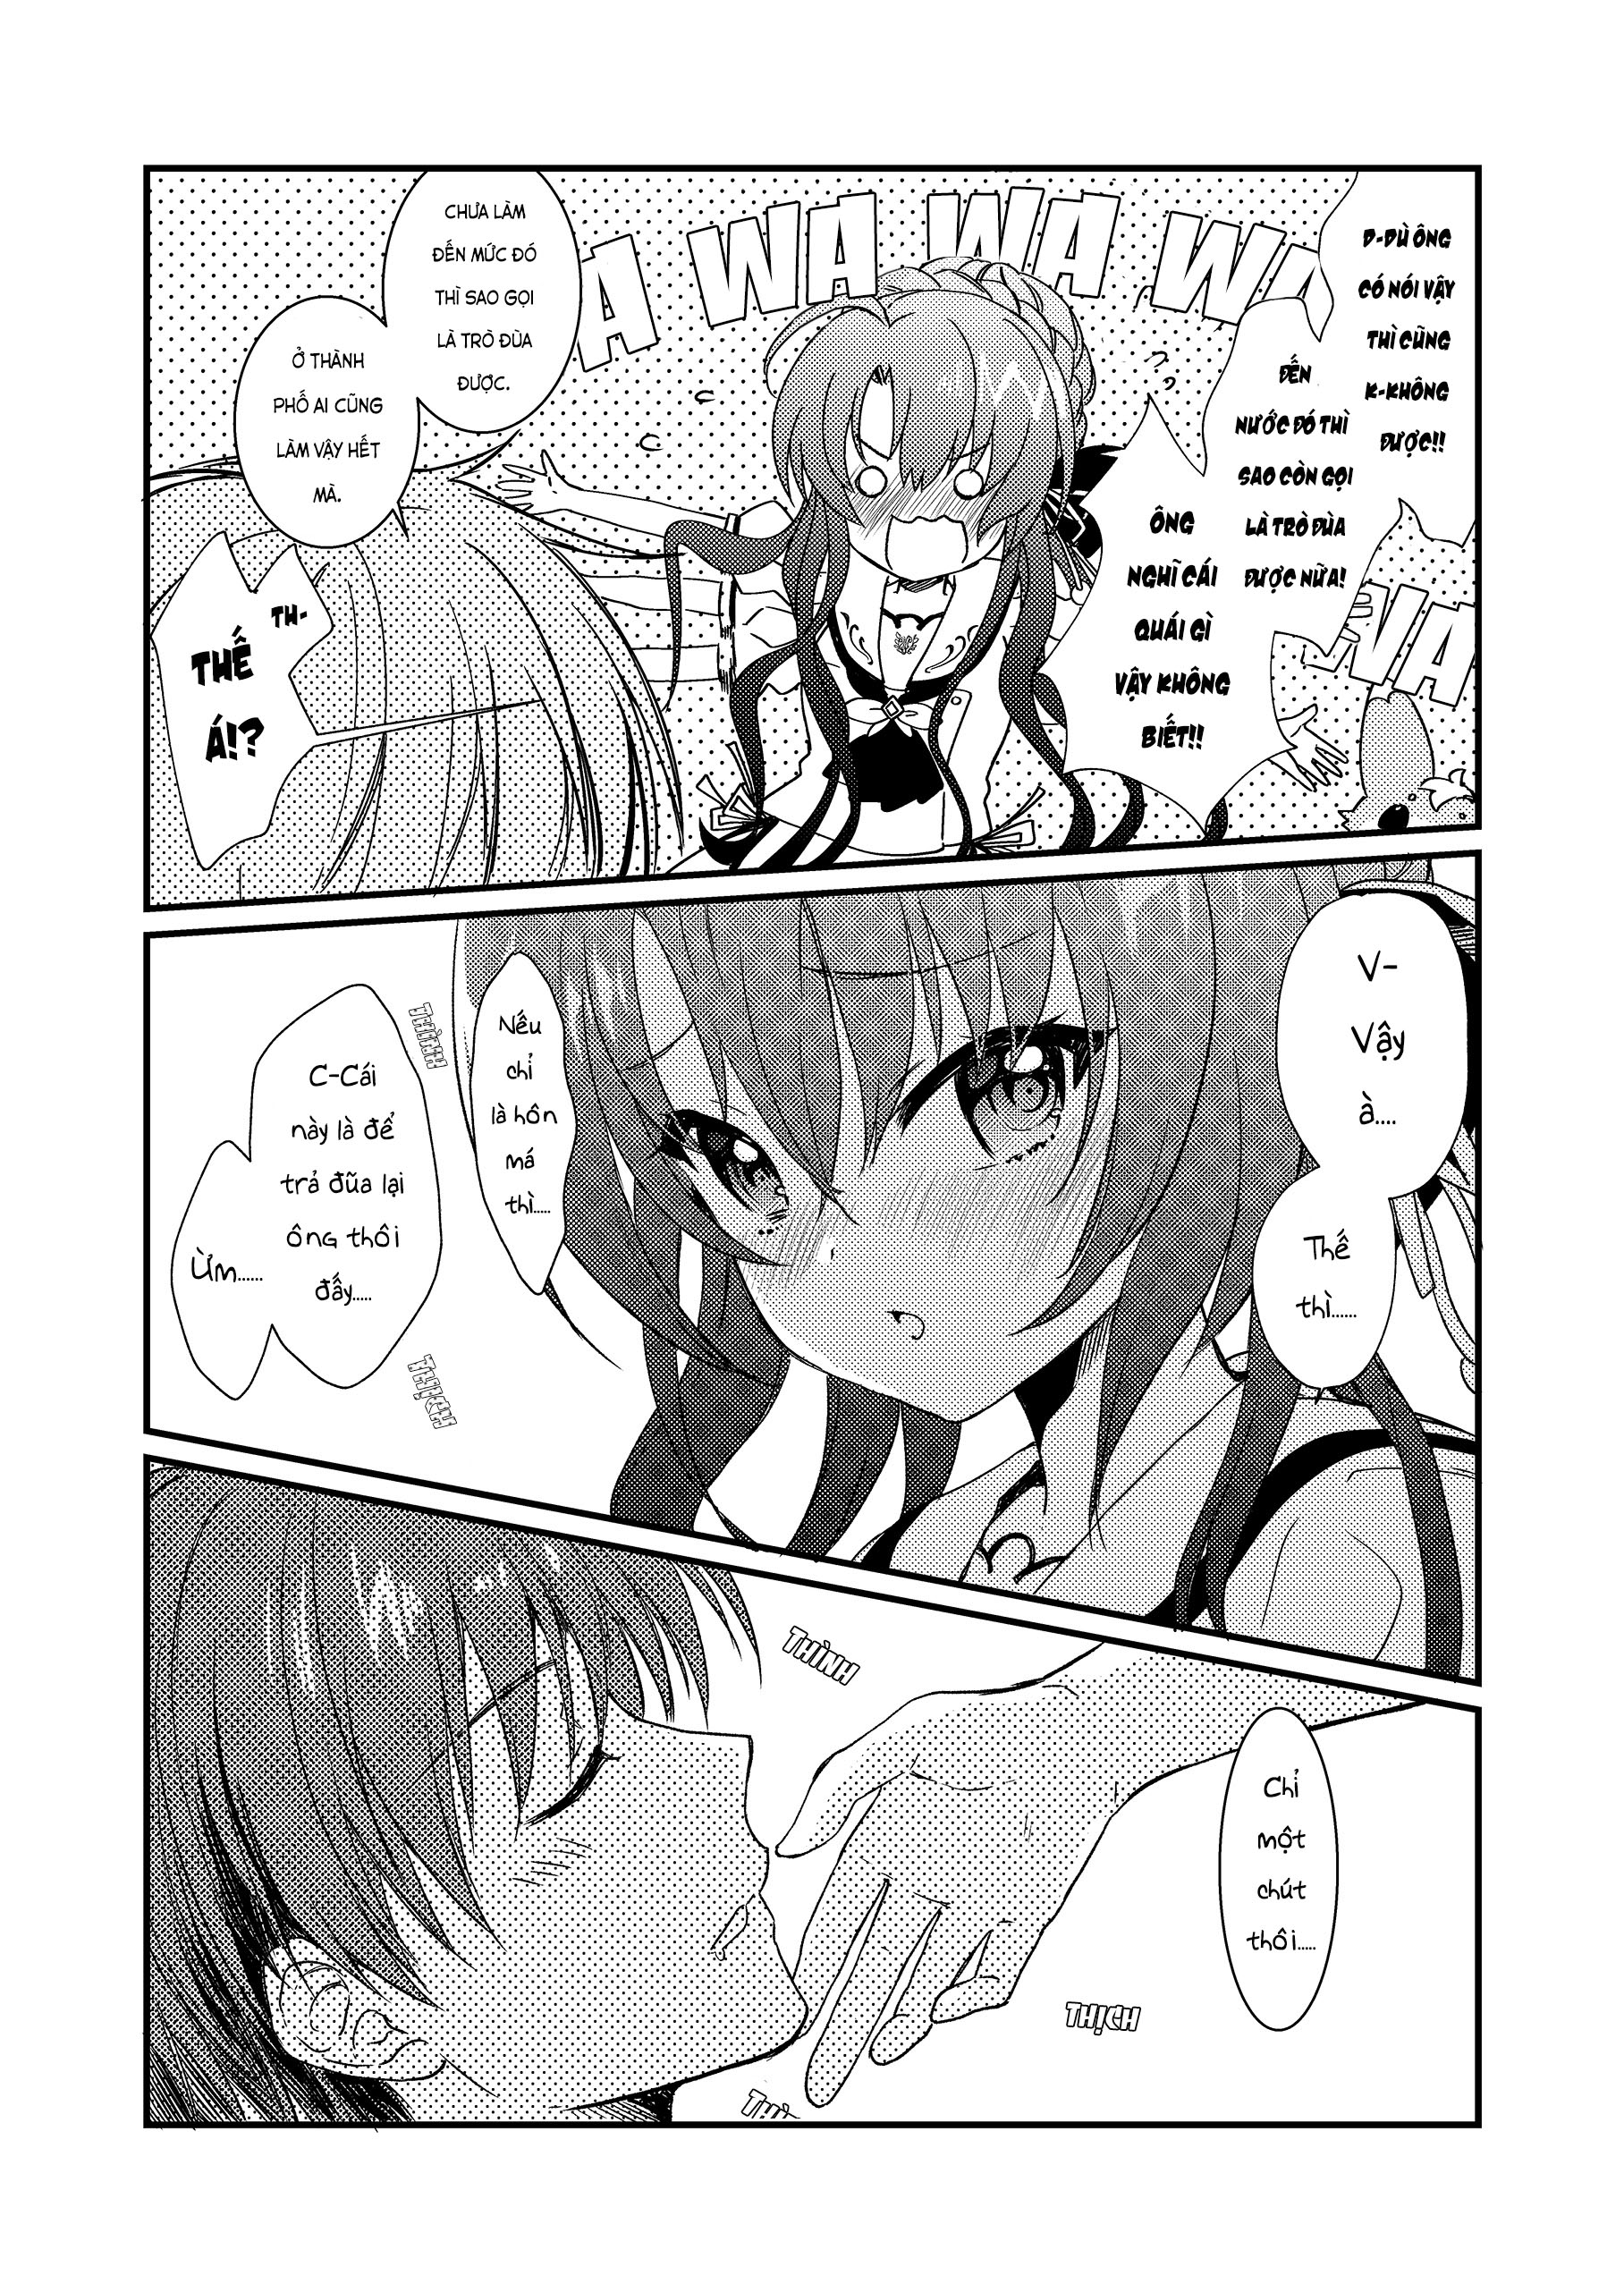 Đ-DÙ ÔNG
CÓ NÓI VẬY
THÌ CŨNG
K-KHÔNG
ĐƯỢC!!
ĐẾN
NƯỚC ĐÓ THÌ
SAO CÒN GỌI
LÀ TRÒ ĐÙA
ĐƯỢC NỮA!
ÔNG
NGHĨ CÁI
QUÁI GÌ
VẬY KHÔNG
BIẾT!!
A WA WA WA
WA
CHƯA LÀM
ĐẾN MỨC ĐÓ
THÌ SAO GỌI
LÀ TRÒ ĐÙA
ĐƯỢC.
Ở THÀNH
PHỐ AI CŨNG
LÀM VẬY HẾT
MÀ.
TH-
THẾ
Á!?
V-
Vậy
à....
Thế
thì......
Nếu
chỉ
là hôn
má
thì.....
THÌNH
C-Cái
này là để
trả đũa lại
ông thôi
đấy.....
Ừm......
THỊCH
THÌNH
Chỉ
một
chút
thôi.....
THỊCH
THÌ